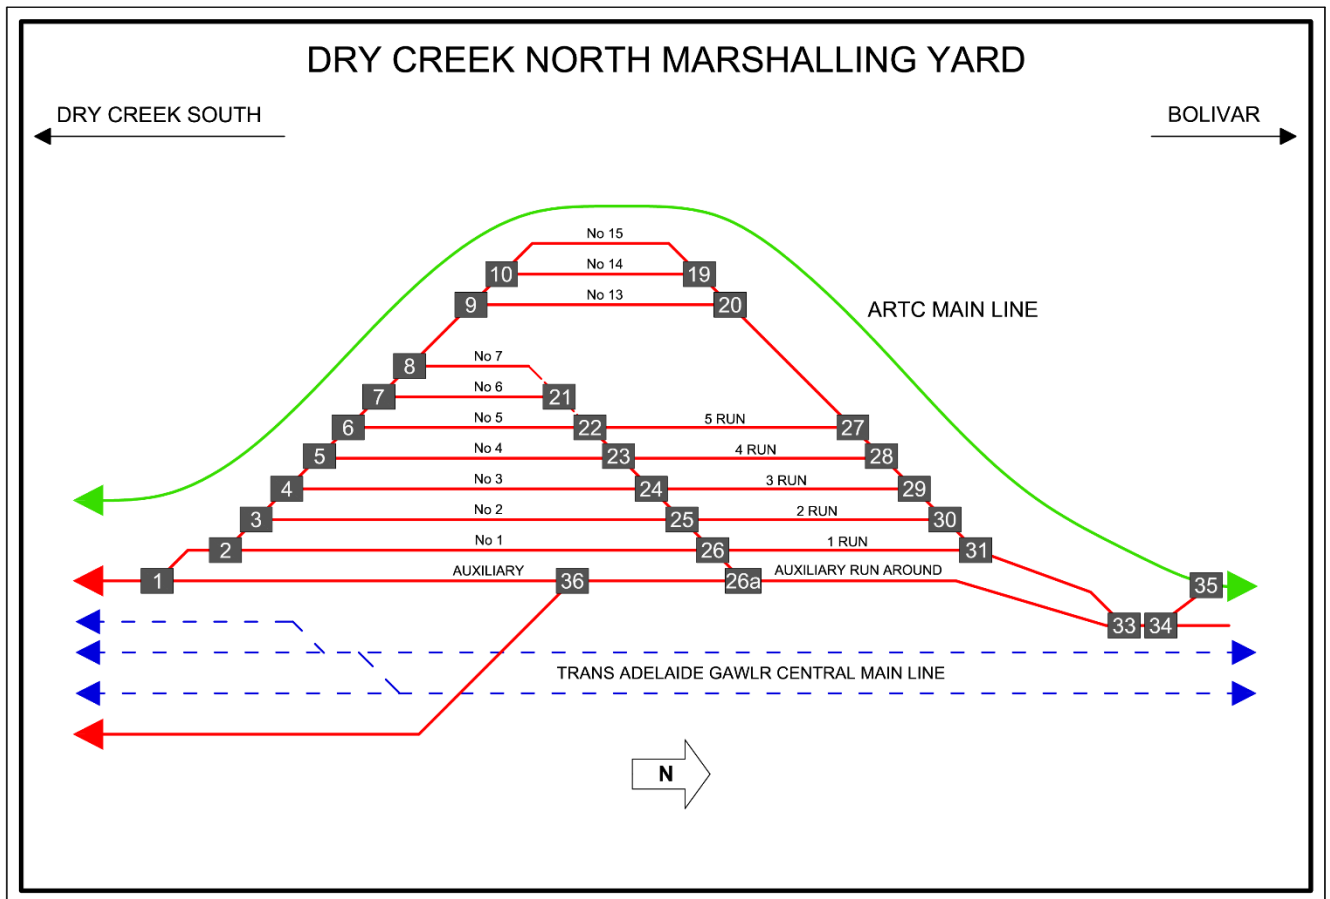 DRY CREEK NORTH MARSHALLING YARD
DRY CREEK SOUTH
BOLIVAR
No 15
10
No 14
19
9
No 13
20
ARTC MAIN LINE
8
No 7
7
No 6
21
6
No 5
22
5 RUN
27
5
No 4
23
4 RUN
28
4
No 3
24
3 RUN
29
3
No 2
25
2 RUN
30
2
No 1
26
1 RUN
31
1
AUXILIARY
36
26a
AUXILIARY RUN AROUND
35
33
34
TRANS ADELAIDE GAWLR CENTRAL MAIN LINE
N